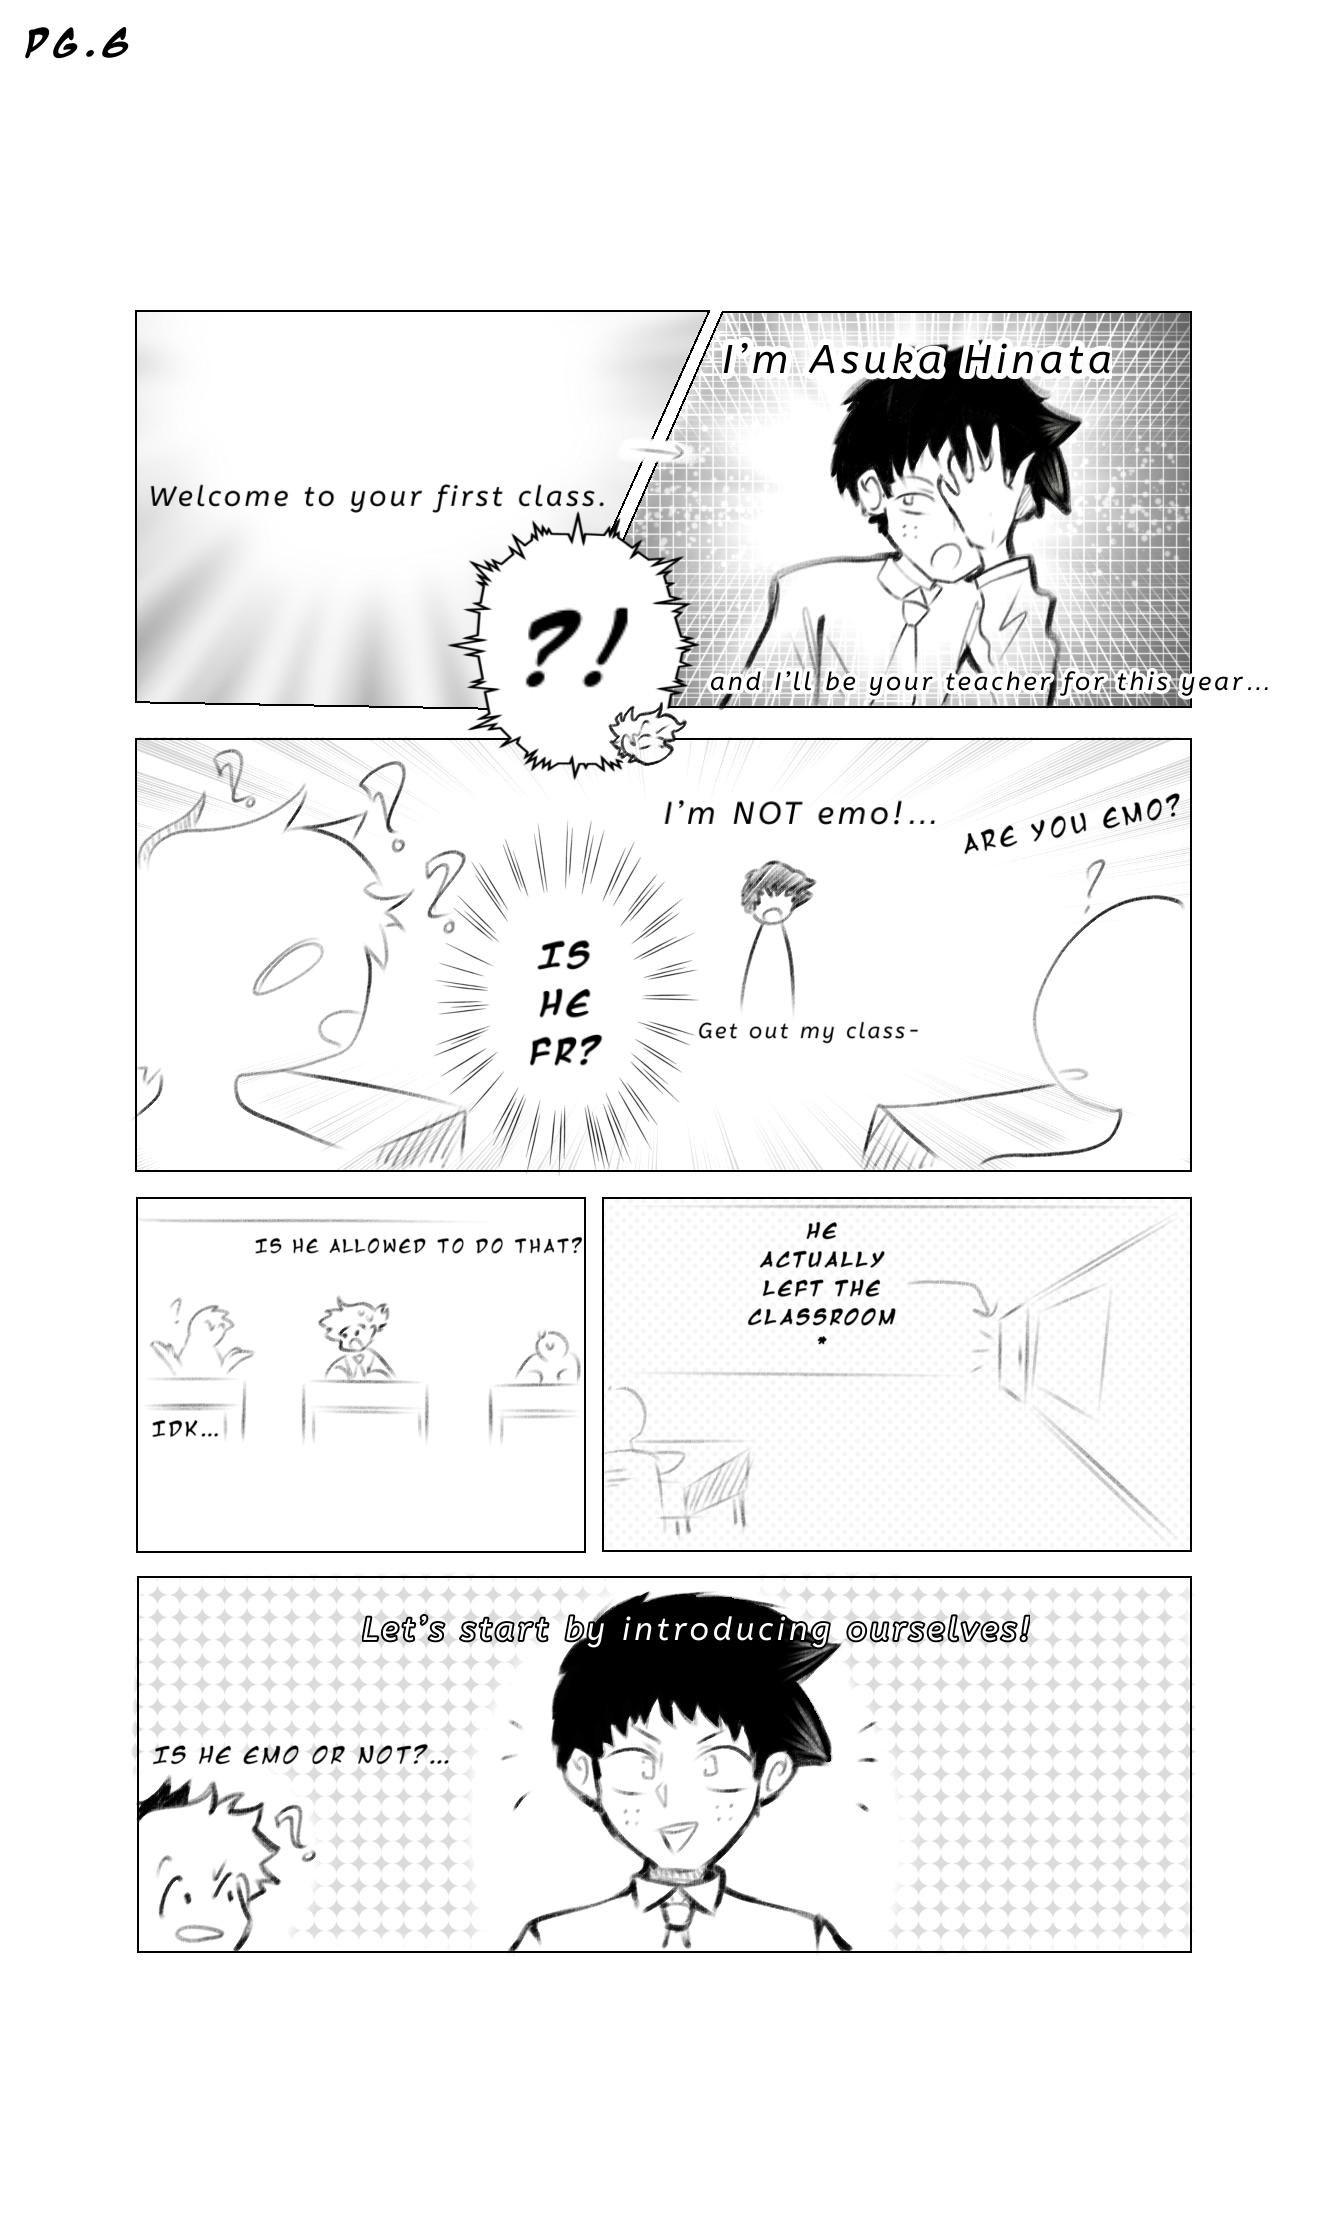 PG.6
Welcome to your first class.
I'm Asuka Hinata
and I'll be your teacher for this year...
?!
?
?
?
ARE YOU EMO?
?
I'm NOT emo!...
Get out my class-
IS
HE
FR?
IS HE ALLOWED TO DO THAT?
?
IDK...
HE
ACTUALLY
LEFT THE
CLASSROOM
*
Let's start by introducing ourselves!
IS HE EMO OR NOT?...
?